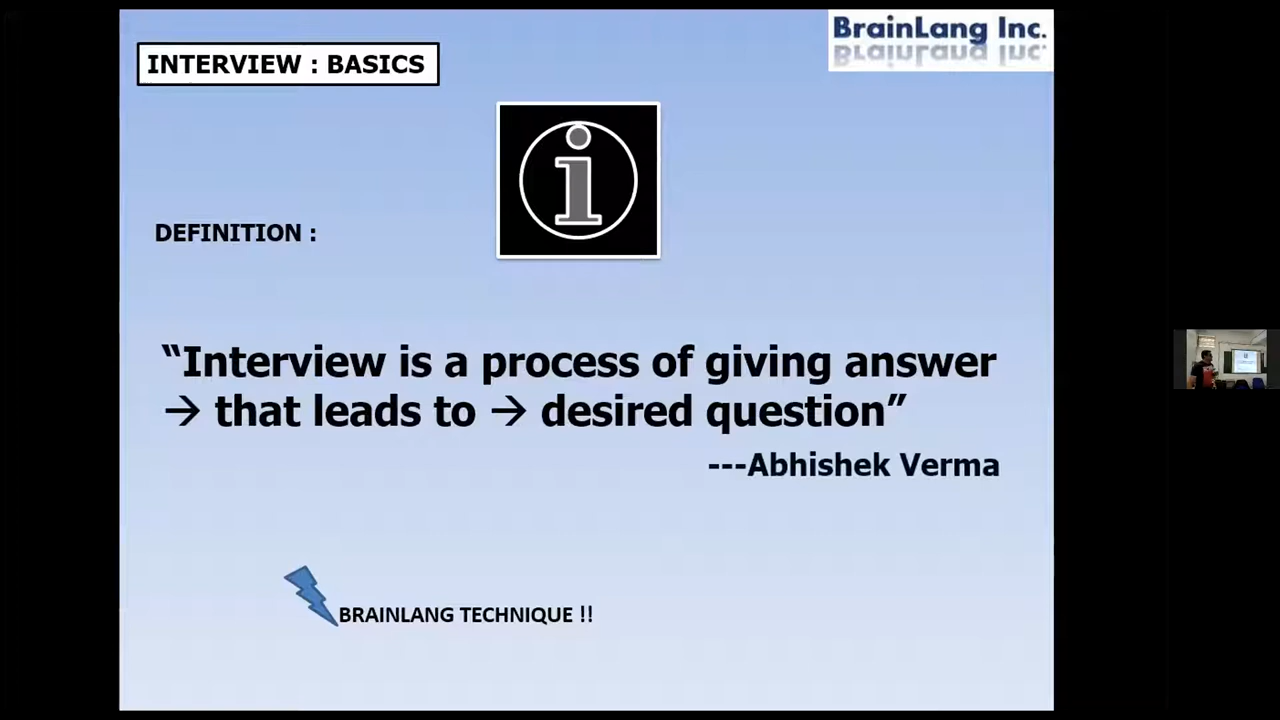 BrainLang Inc.
INTERVIEW : BASICS
i
DEFINITION :
“Interview is a process of giving answer
→ that leads to → desired question”
---Abhishek Verma
BRAINLANG TECHNIQUE !!